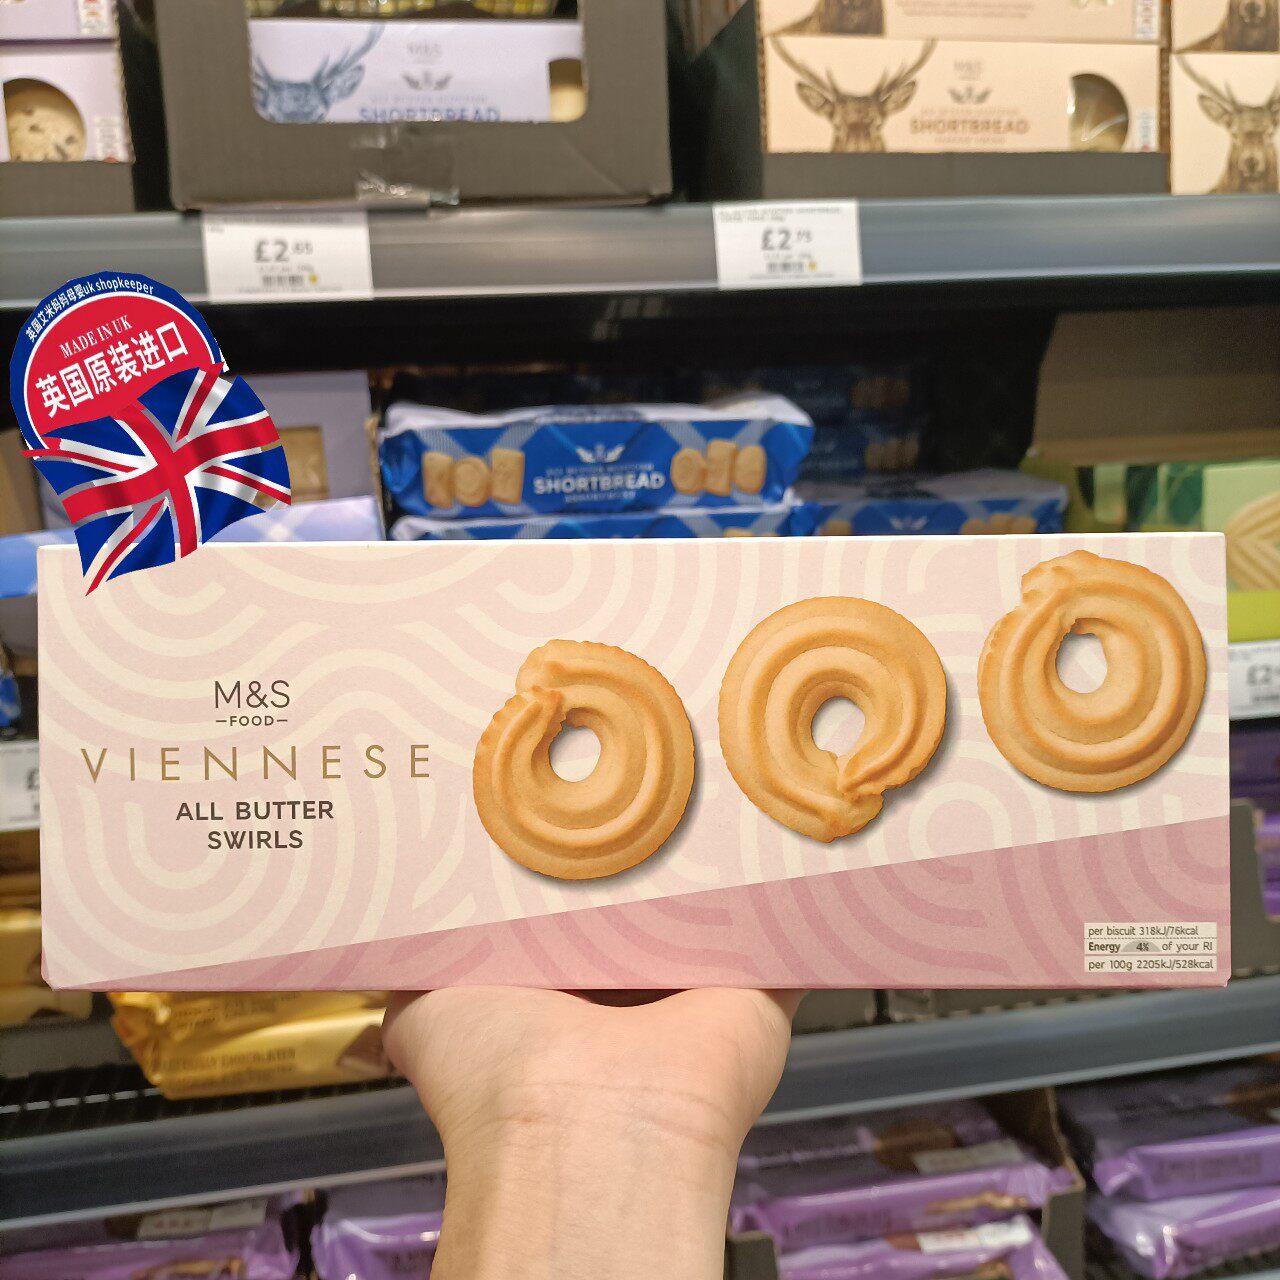 M&S
SHORTBREAD
M&S
SHORTBREAD
£2.65
£2.75
英国艾米妈妈母婴uk shopkeeper
MADE IN UK
英国原装进口
SHORTBREAD
£2
M&S
FOOD
VIENNESE
ALL BUTTER
SWIRLS
per biscuit 318kJ/76kcal
Energy 4% of your RI
per 100g 2205kJ/528kcal